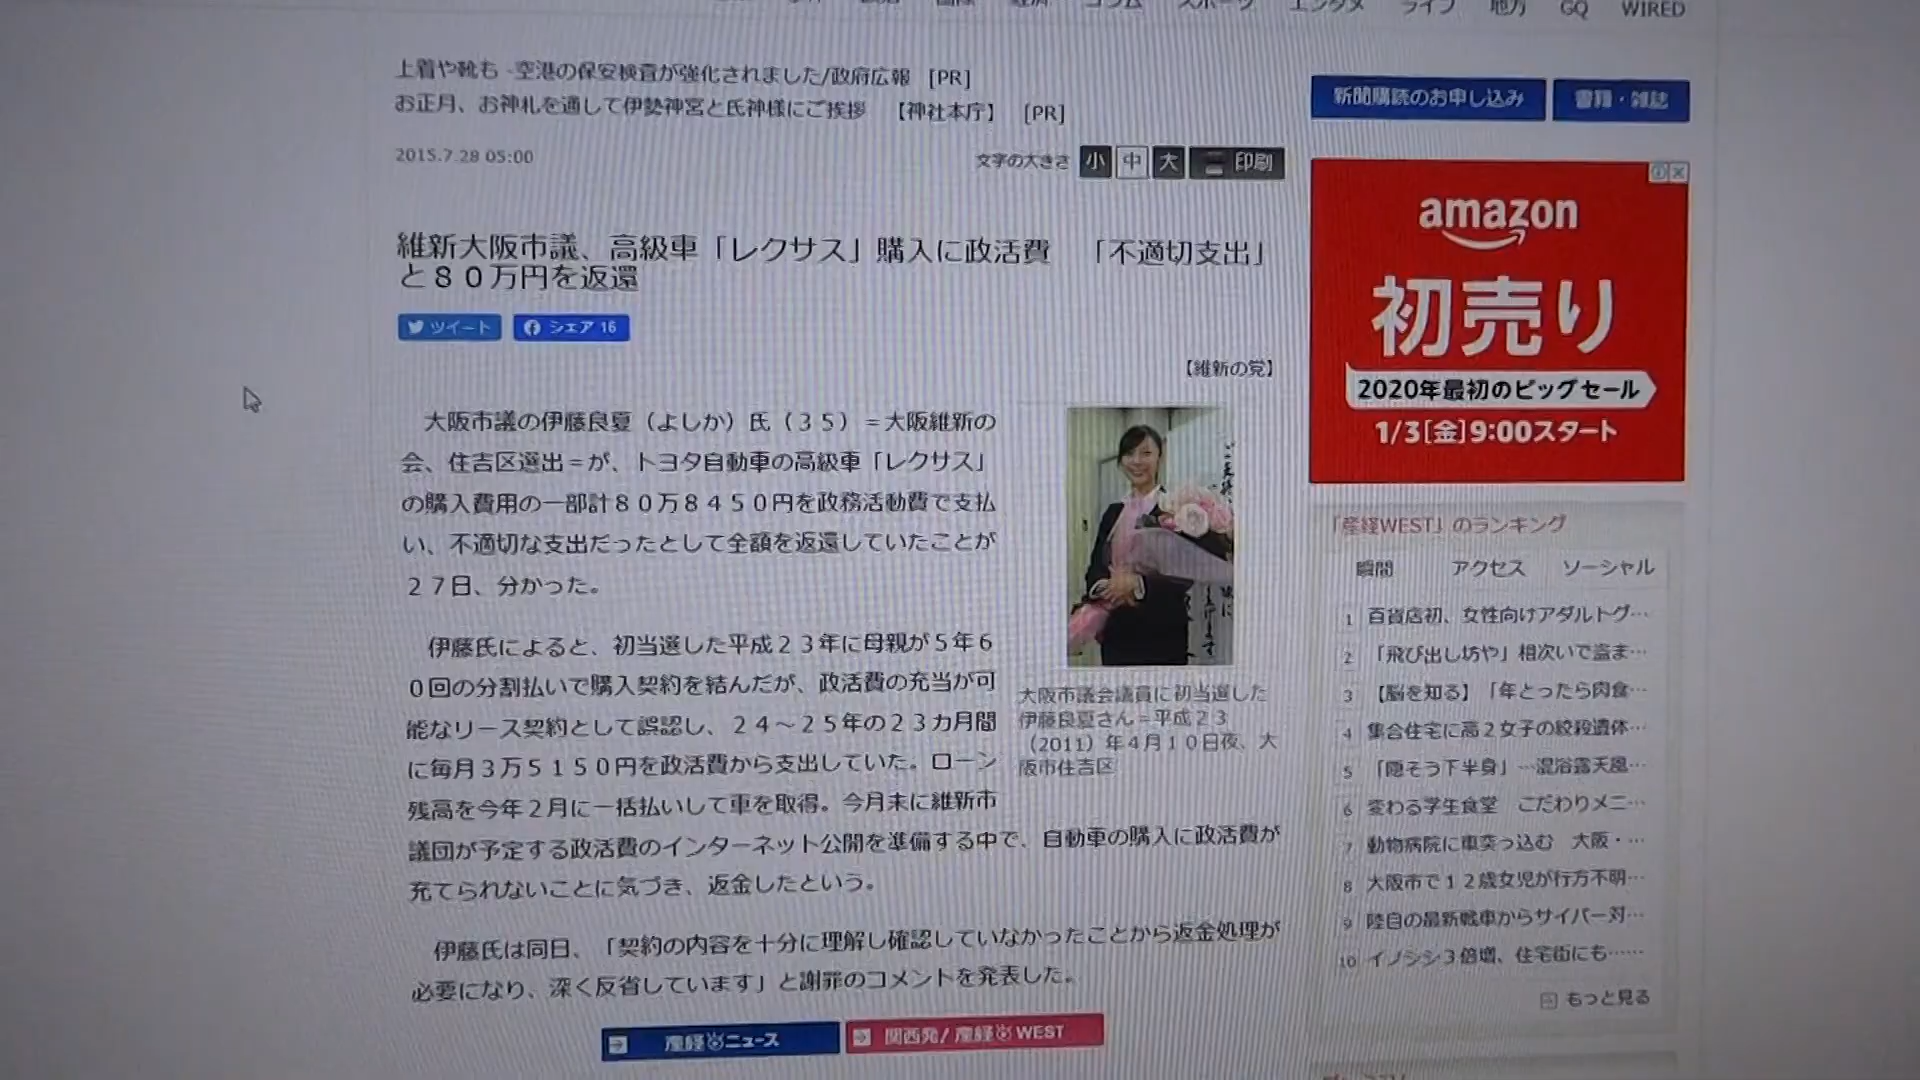 コラム スポーツ エンタメ ライフ 地方 GQ WIRED
上着や靴も -空港の保安検査が強化されました/政府広報 [PR]
お正月、お神札を通して伊勢神宮と氏神様にご挨拶 【神社本庁】 [PR]
2015.7.28 05:00
文字の大きさ 小 中 大 印刷
維新大阪市議、高級車「レクサス」購入に政活費 「不適切支出」
と80万円を返還
ツイート シェア 16
【維新の党】
大阪市議の伊藤良夏（よしか）氏（35）=大阪維新の
会、住吉区選出=が、トヨタ自動車の高級車「レクサス」
の購入費用の一部計80万8450円を政務活動費で支払
い、不適切な支出だったとして全額を返還していたことが
27日、分かった。
伊藤氏によると、初当選した平成23年に母親が5年6
0回の分割払いで購入契約を結んだが、政活費の充当が可
能なリース契約として誤認し、24～25年の23カ月間
に毎月3万5150円を政活費から支出していた。ローン
残高を今年2月に一括払いして車を取得。今月末に維新市
議団が予定する政活費のインターネット公開を準備する中で、自動車の購入に政活費が
充てられないことに気づき、返金したという。
伊藤氏は同日、「契約の内容を十分に理解し確認していなかったことから返金処理が
必要になり、深く反省しています」と謝罪のコメントを発表した。
大阪市議会議員に初当選した
伊藤良夏さん=平成23
（2011）年4月10日夜、大
阪市住吉区
産経ニュース
関西発! 産経WEST
新聞購読のお申し込み
書籍・雑誌
amazon
初売り
2020年最初のビッグセール
1/3[金]9:00スタート
「産経WEST」のランキング
瞬間 アクセス ソーシャル
1 百貨店初、女性向けアダルトグ…
2 「飛び出し坊や」相次いで盗ま…
3 【脳を知る】「年とったら肉食…
4 集合住宅に高2女子の絞殺遺体…
5 「隠そう下半身」…混浴露天風…
6 変わる学生食堂 こだわりメニ…
7 動物病院に車突っ込む 大阪・…
8 大阪市で12歳女児が行方不明…
9 陸自の最新戦車からサイバー対…
10 イノシシ3倍増、住宅街にも……
もっと見る